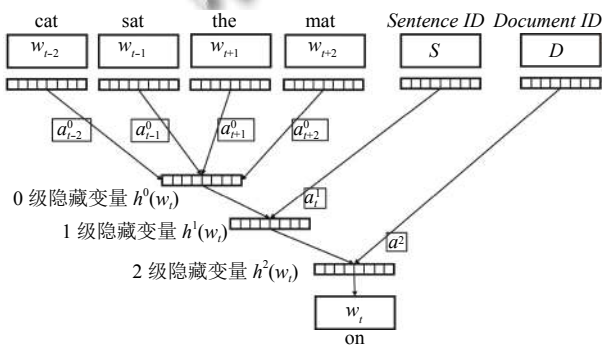 cat sat the mat Sentence ID Document ID
w_{t-2} w_{t-1} w_{t+1} w_{t+2} S D
a^0_{t-2} a^0_{t-1} a^0_{t+1} a^0_{t+2}
0 级隐藏变量 h^0(w_t) a^1_t
1 级隐藏变量 h^1(w_t) a^2
2 级隐藏变量 h^2(w_t)
w_t
on